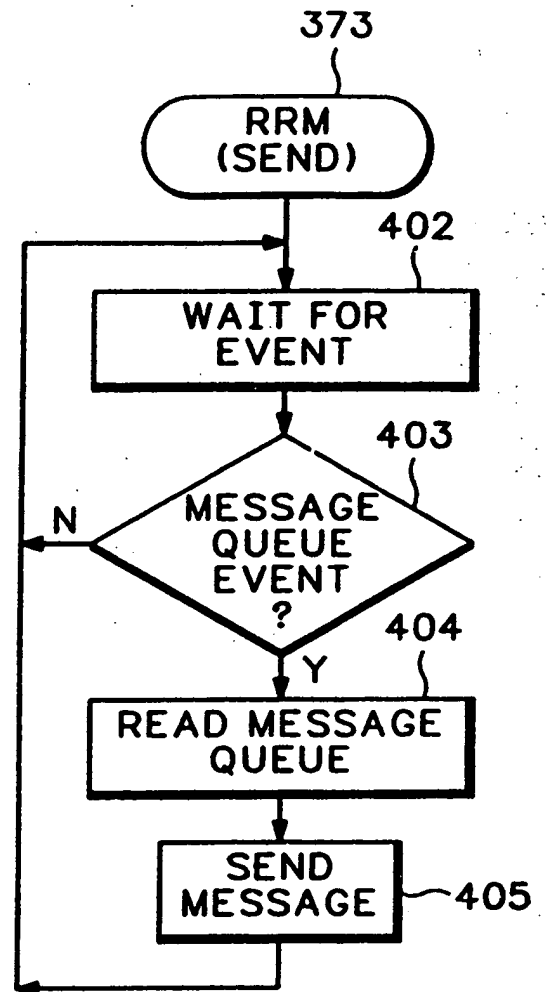 373
RRM
(SEND)
402
WAIT FOR
EVENT
403
MESSAGE
QUEUE
EVENT
?
N
404
Y
READ MESSAGE
QUEUE
SEND
MESSAGE
405